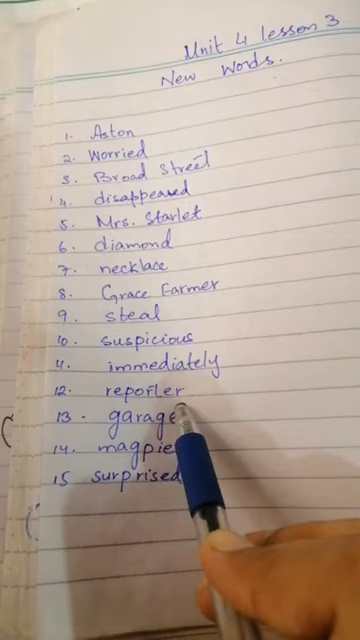 Unit 4 lesson 3
New Words.
1. Aston
2. Worried
3. Broad Street
4. disappeared
5. Mrs. Starlet
6. diamond
7. necklace
8. Grace Farmer
9. steal
10. suspicious
11. immediately
12. reporter
13. garage
14. magpie
15 surprised